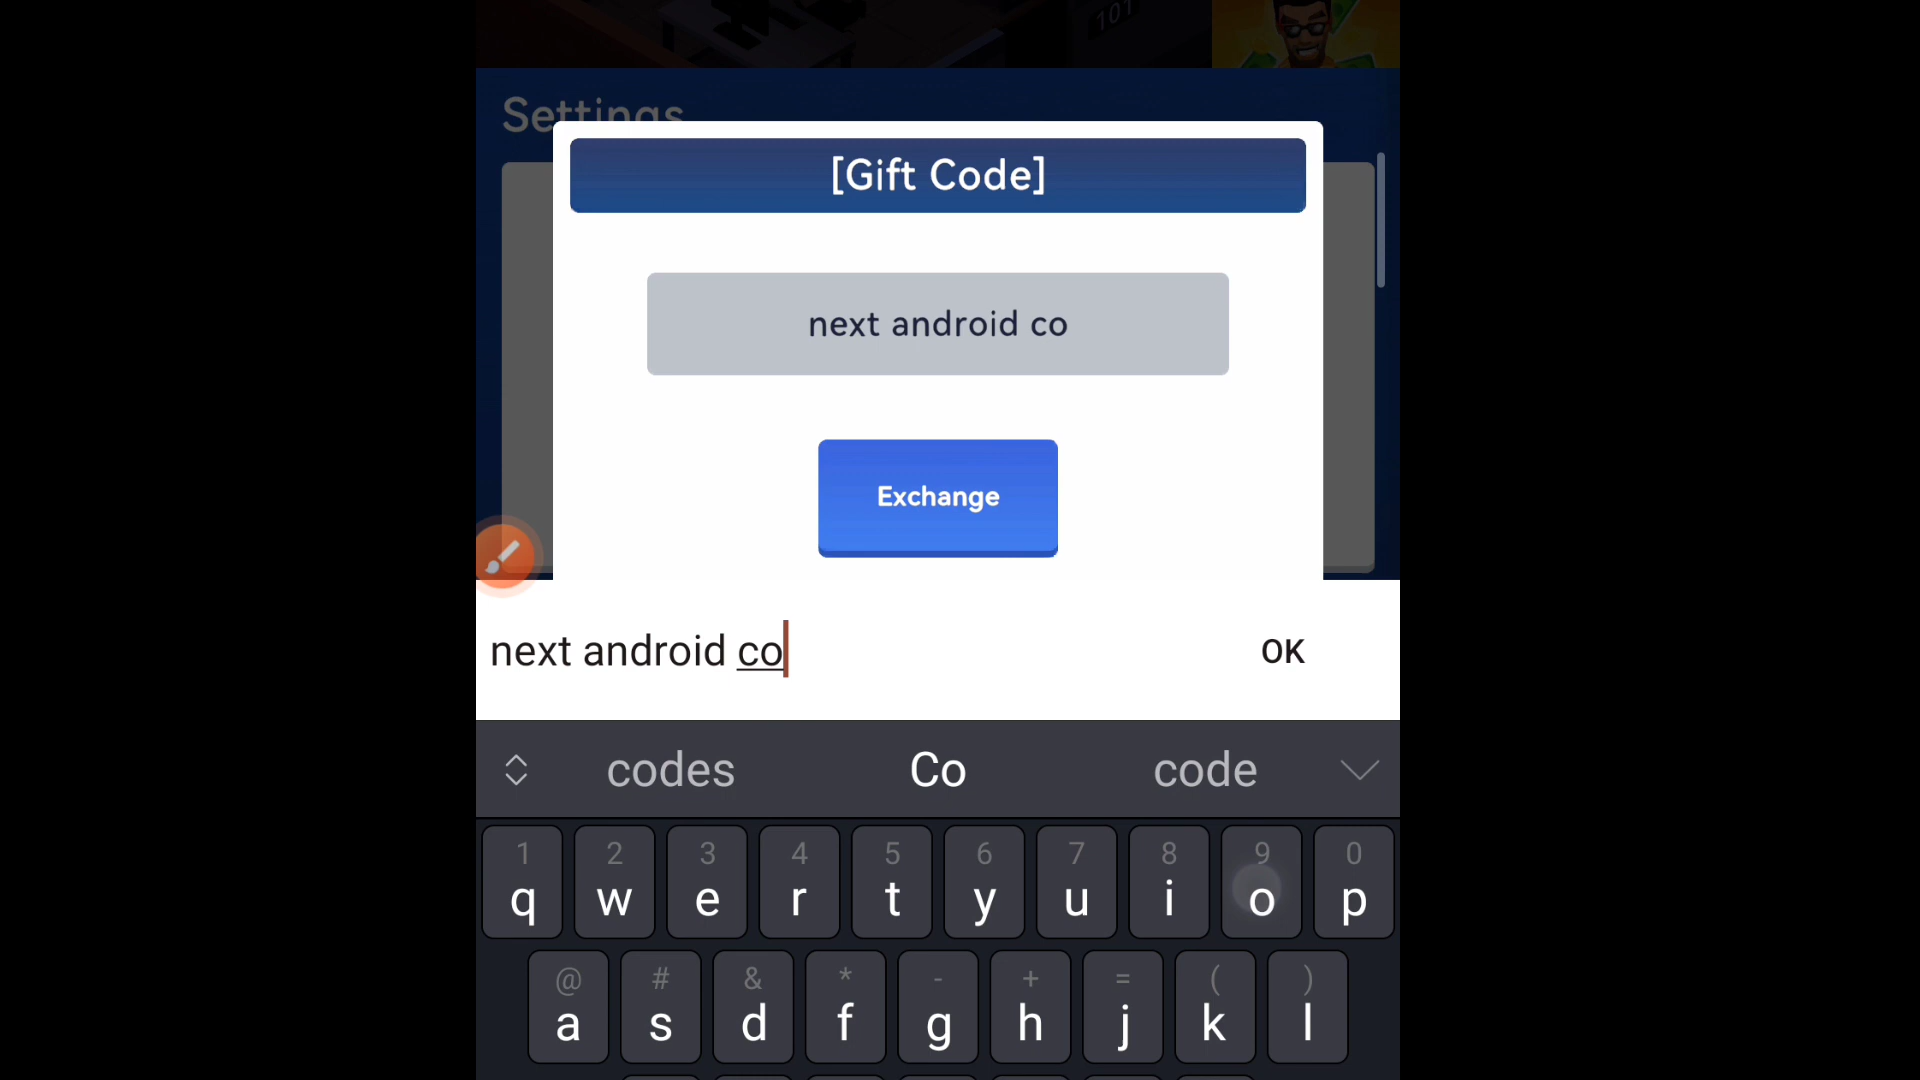 101
Settings
[Gift Code]
next android co
Exchange
next android co
OK
codes Co code
1 2 3 4 5 6 7 8 9 0
q w e r t y u i o p
@ # & * - + = ( )
a s d f g h j k l